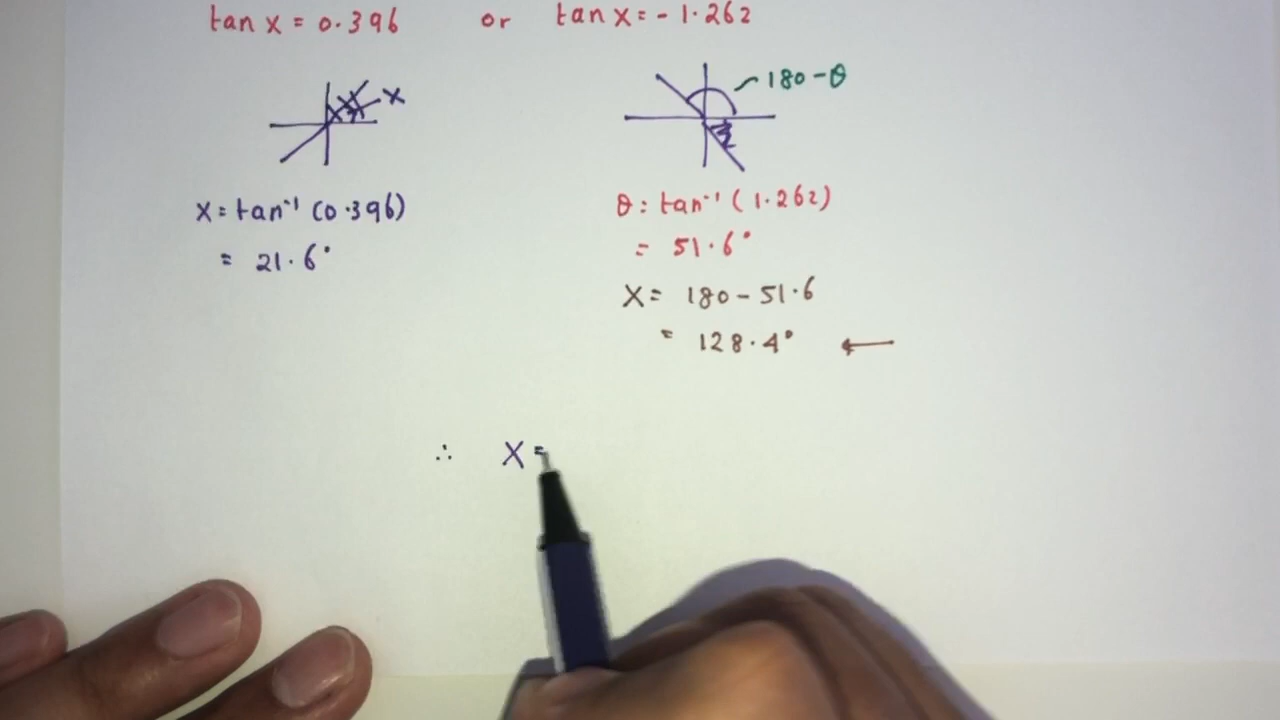 tan x = 0.396 or tan x = - 1.262
x
180 - θ
x = tan⁻¹ (0.396)
= 21.6°
θ : tan⁻¹ (1.262)
= 51.6°
x = 180 - 51.6
= 128.4° ←
∴ x =